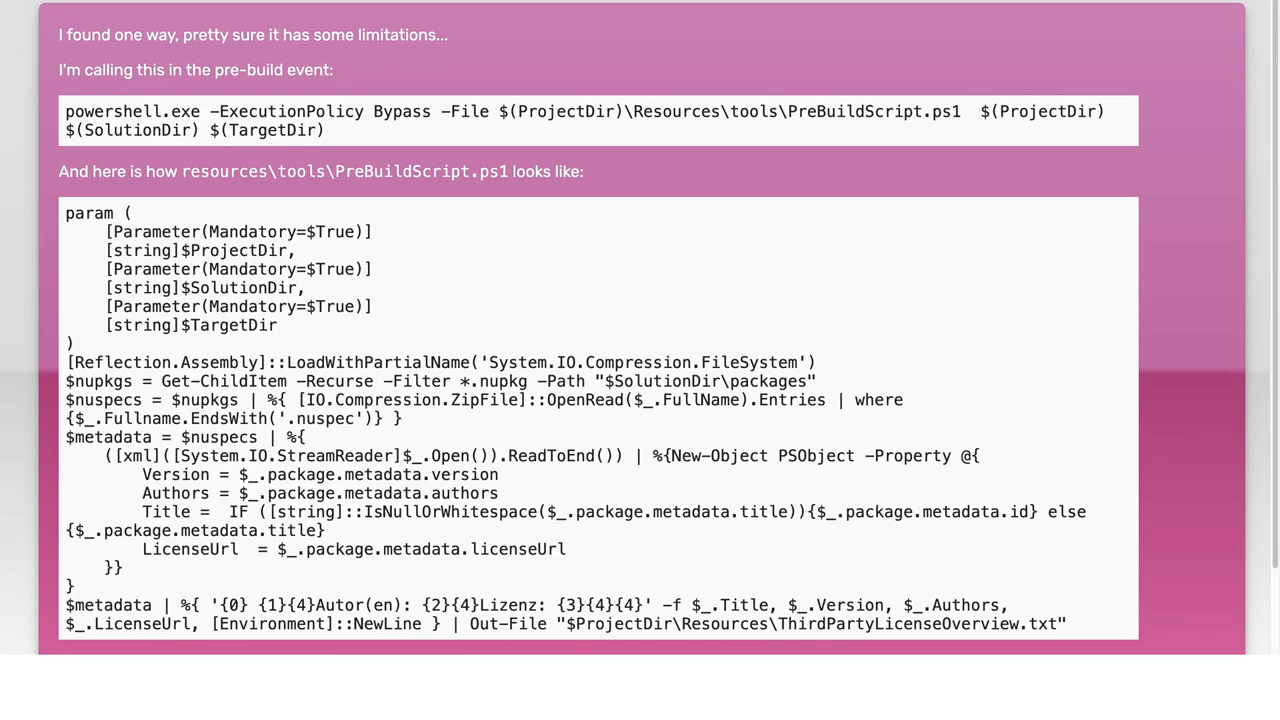 I found one way, pretty sure it has some limitations...
I'm calling this in the pre-build event:
powershell.exe -ExecutionPolicy Bypass -File $(ProjectDir)\Resources\tools\PreBuildScript.ps1  $(ProjectDir)
$(SolutionDir) $(TargetDir)
And here is how resources\tools\PreBuildScript.ps1 looks like:
param (
    [Parameter(Mandatory=$True)]
    [string]$ProjectDir,
    [Parameter(Mandatory=$True)]
    [string]$SolutionDir,
    [Parameter(Mandatory=$True)]
    [string]$TargetDir
)
[Reflection.Assembly]::LoadWithPartialName('System.IO.Compression.FileSystem')
$nupkgs = Get-ChildItem -Recurse -Filter *.nupkg -Path "$SolutionDir\packages"
$nuspecs = $nupkgs | %{ [IO.Compression.ZipFile]::OpenRead($_.FullName).Entries | where
{$_.Fullname.EndsWith('.nuspec')} }
$metadata = $nuspecs | %{
    ([xml]([System.IO.StreamReader]$_.Open()).ReadToEnd()) | %{New-Object PSObject -Property @{
        Version = $_.package.metadata.version
        Authors = $_.package.metadata.authors
        Title =  IF ([string]::IsNullOrWhitespace($_.package.metadata.title)){$_.package.metadata.id} else
{$_.package.metadata.title}
        LicenseUrl  = $_.package.metadata.licenseUrl
    }}
}
$metadata | %{ '{0} {1}{4}Autor(en): {2}{4}Lizenz: {3}{4}{4}' -f $_.Title, $_.Version, $_.Authors,
$_.LicenseUrl, [Environment]::NewLine } | Out-File "$ProjectDir\Resources\ThirdPartyLicenseOverview.txt"